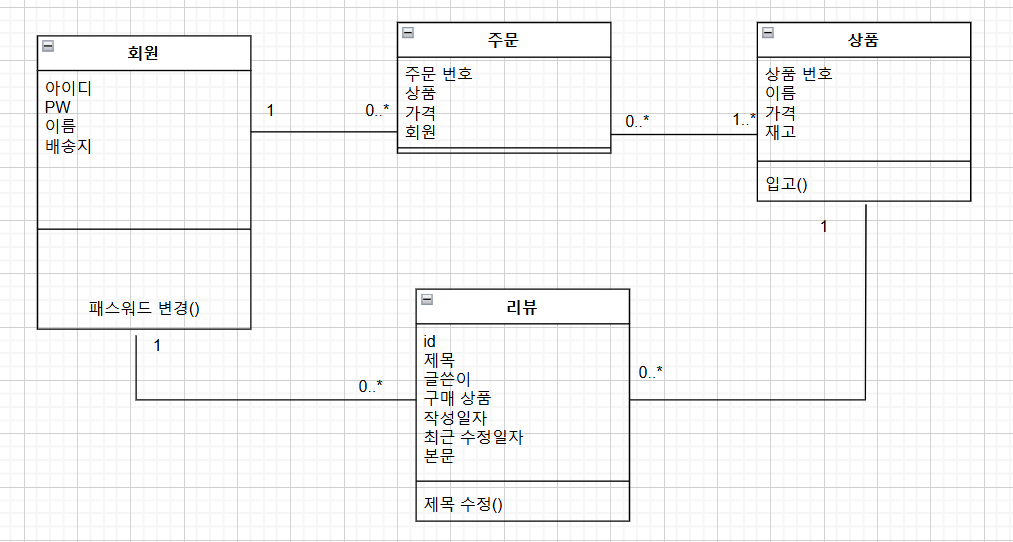 회원
아이디
PW
이름
배송지
패스워드 변경()
1
0..*
주문
주문 번호
상품
가격
회원
0..*
1..*
상품
상품 번호
이름
가격
재고
입고()
1
1
0..*
리뷰
id
제목
글쓴이
구매 상품
작성일자
최근 수정일자
본문
제목 수정()
0..*